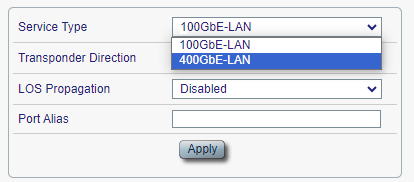 Service Type 100GbE-LAN
100GbE-LAN
400GbE-LAN
Transponder Direction
LOS Propagation Disabled
Port Alias
Apply